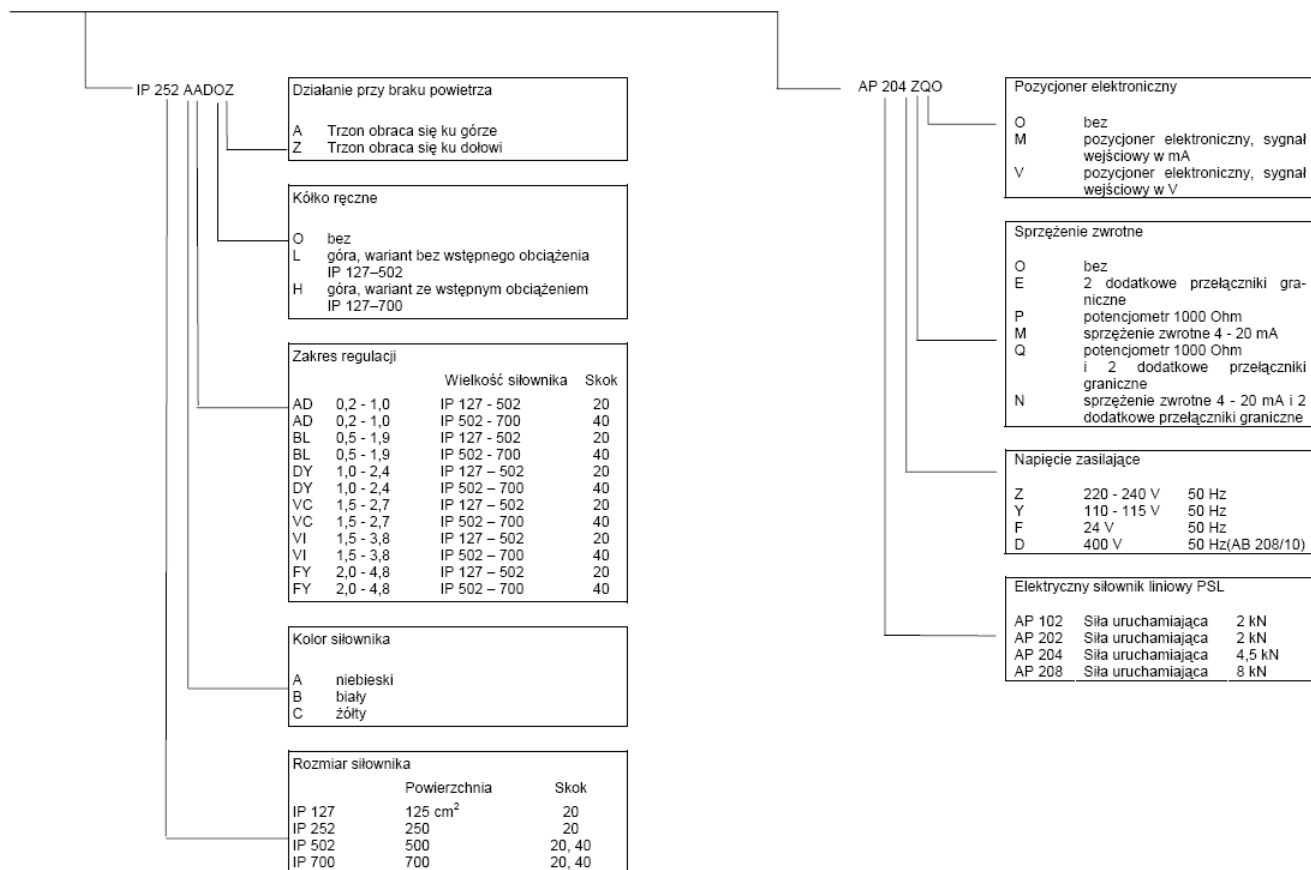 IP 252 AADOZ
Działanie przy braku powietrza
A Trzon obraca się ku górze
Z Trzon obraca się ku dołowi
Kółko ręczne
O bez
L góra, wariant bez wstępnego obciążenia
IP 127–502
H góra, wariant ze wstępnym obciążeniem
IP 127–700
Zakres regulacji
Wielkość siłownika Skok
AD 0,2 - 1,0 IP 127 - 502 20
AD 0,2 - 1,0 IP 502 - 700 40
BL 0,5 - 1,9 IP 127 - 502 20
BL 0,5 - 1,9 IP 502 - 700 40
DY 1,0 - 2,4 IP 127 – 502 20
DY 1,0 - 2,4 IP 502 – 700 40
VC 1,5 - 2,7 IP 127 – 502 20
VC 1,5 - 2,7 IP 502 – 700 40
VI 1,5 - 3,8 IP 127 – 502 20
VI 1,5 - 3,8 IP 502 – 700 40
FY 2,0 - 4,8 IP 127 – 502 20
FY 2,0 - 4,8 IP 502 – 700 40
Kolor siłownika
A niebieski
B biały
C żółty
Rozmiar siłownika
Powierzchnia Skok
IP 127 125 cm² 20
IP 252 250 20
IP 502 500 20, 40
IP 700 700 20, 40
AP 204 ZQO
Pozycjoner elektroniczny
O bez
M pozycjoner elektroniczny, sygnał
wejściowy w mA
V pozycjoner elektroniczny, sygnał
wejściowy w V
Sprzężenie zwrotne
O bez
E 2 dodatkowe przełączniki gra-
niczne
P potencjometr 1000 Ohm
M sprzężenie zwrotne 4 - 20 mA
Q potencjometr 1000 Ohm
i 2 dodatkowe przełączniki
graniczne
N sprzężenie zwrotne 4 - 20 mA i 2
dodatkowe przełączniki graniczne
Napięcie zasilające
Z 220 - 240 V 50 Hz
Y 110 - 115 V 50 Hz
F 24 V 50 Hz
D 400 V 50 Hz(AB 208/10)
Elektryczny siłownik liniowy PSL
AP 102 Siła uruchamiająca 2 kN
AP 202 Siła uruchamiająca 2 kN
AP 204 Siła uruchamiająca 4,5 kN
AP 208 Siła uruchamiająca 8 kN